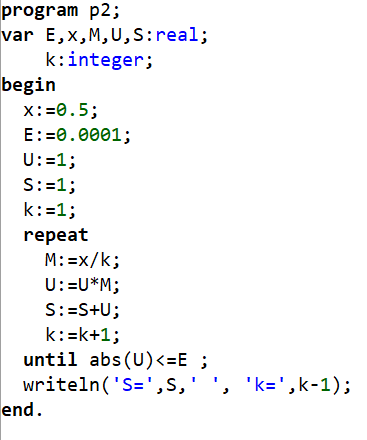 program p2;
var E,x,M,U,S:real;
    k:integer;
begin
  x:=0.5;
  E:=0.0001;
  U:=1;
  S:=1;
  k:=1;
  repeat
    M:=x/k;
    U:=U*M;
    S:=S+U;
    k:=k+1;
  until abs(U)<=E ;
  writeln('S=',S,' ', 'k=',k-1);
end.